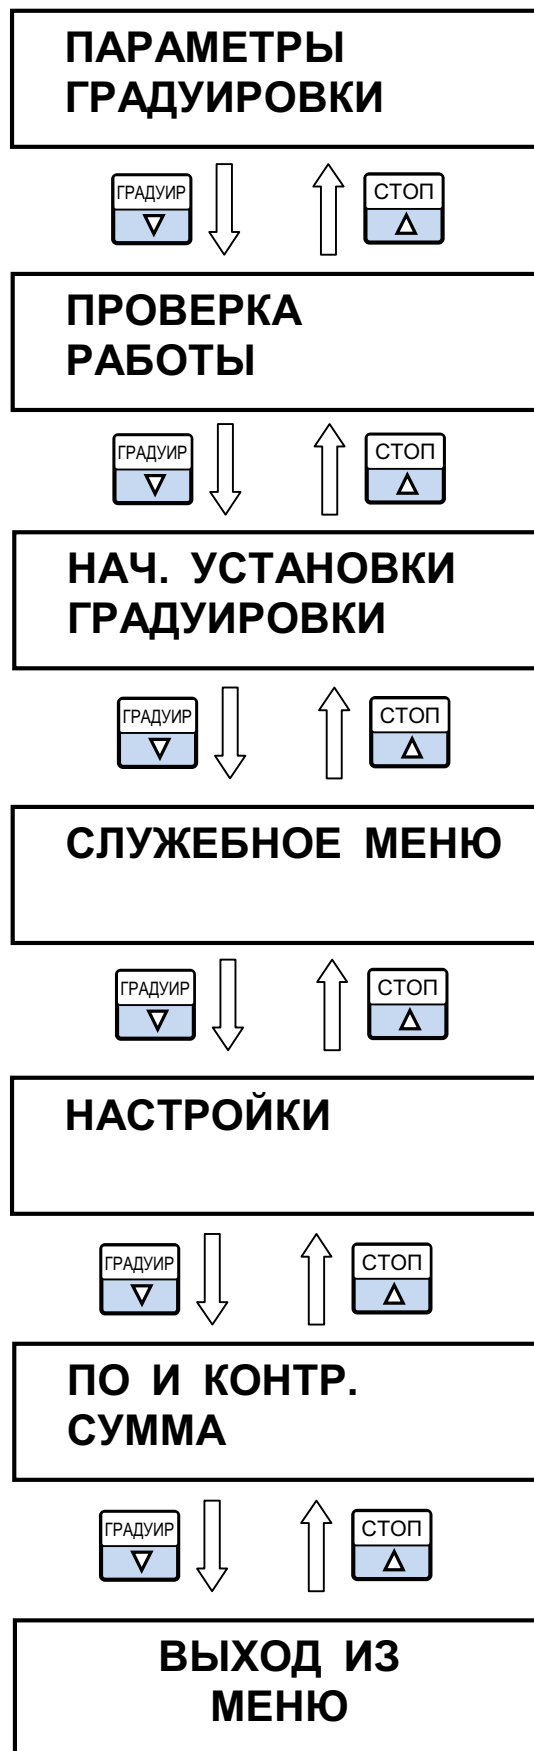 ПАРАМЕТРЫ
ГРАДУИРОВКИ
ГРАДУИР СТОП
ПРОВЕРКА
РАБОТЫ
ГРАДУИР СТОП
НАЧ. УСТАНОВКИ
ГРАДУИРОВКИ
ГРАДУИР СТОП
СЛУЖЕБНОЕ МЕНЮ
ГРАДУИР СТОП
НАСТРОЙКИ
ГРАДУИР СТОП
ПО И КОНТР.
СУММА
ГРАДУИР СТОП
ВЫХОД ИЗ
МЕНЮ